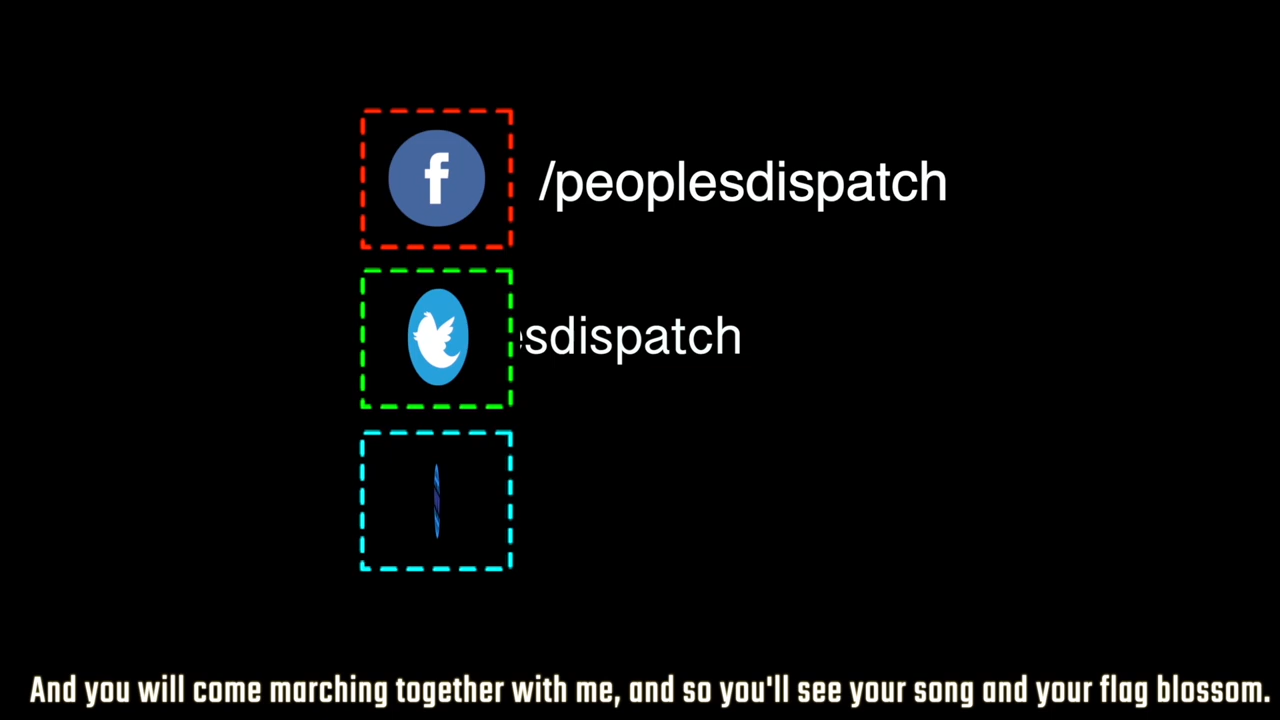 f /peoplesdispatch
esdispatch
And you will come marching together with me, and so you'll see your song and your flag blossom.